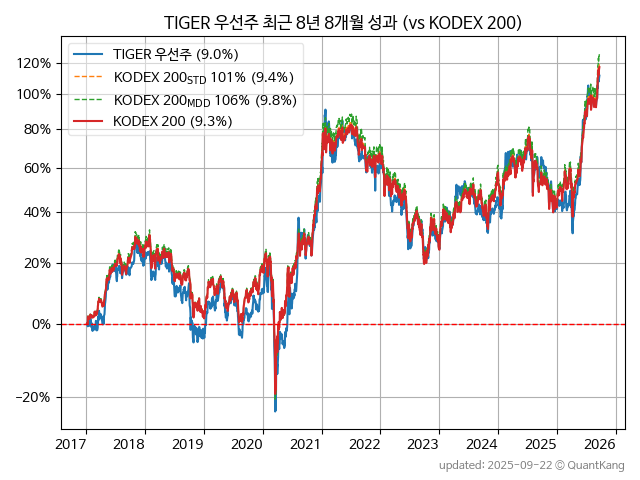 TIGER 우선주 최근 8년 8개월 성과 (vs KODEX 200)
TIGER 우선주 (9.0%)
KODEX 200STD 101% (9.4%)
KODEX 200MDD 106% (9.8%)
KODEX 200 (9.3%)
120%
100%
80%
60%
40%
20%
0%
−20%
2017 2018 2019 2020 2021 2022 2023 2024 2025 2026
updated: 2025-09-22 © QuantKang